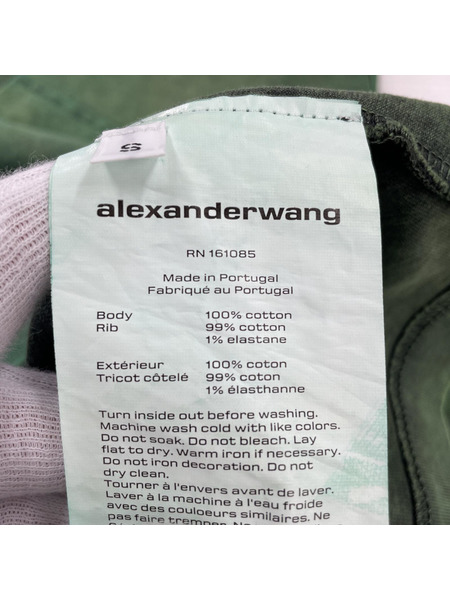 S
alexanderwang
RN 161085
Made in Portugal
Fabriqué au Portugal
Body 100% cotton
Rib 99% cotton
1% elastane
Extérieur 100% coton
Tricot côtelé 99% coton
1% élasthanne
Turn inside out before washing.
Machine wash cold with like colors.
Do not soak. Do not bleach. Lay
flat to dry. Warm iron if necessary.
Do not iron decoration. Do not
dry clean.
Tourner à l'envers avant de laver.
Laver à la machine à l'eau froide
avec des couloeurs similaires. Ne
pas faire tremper. Ne